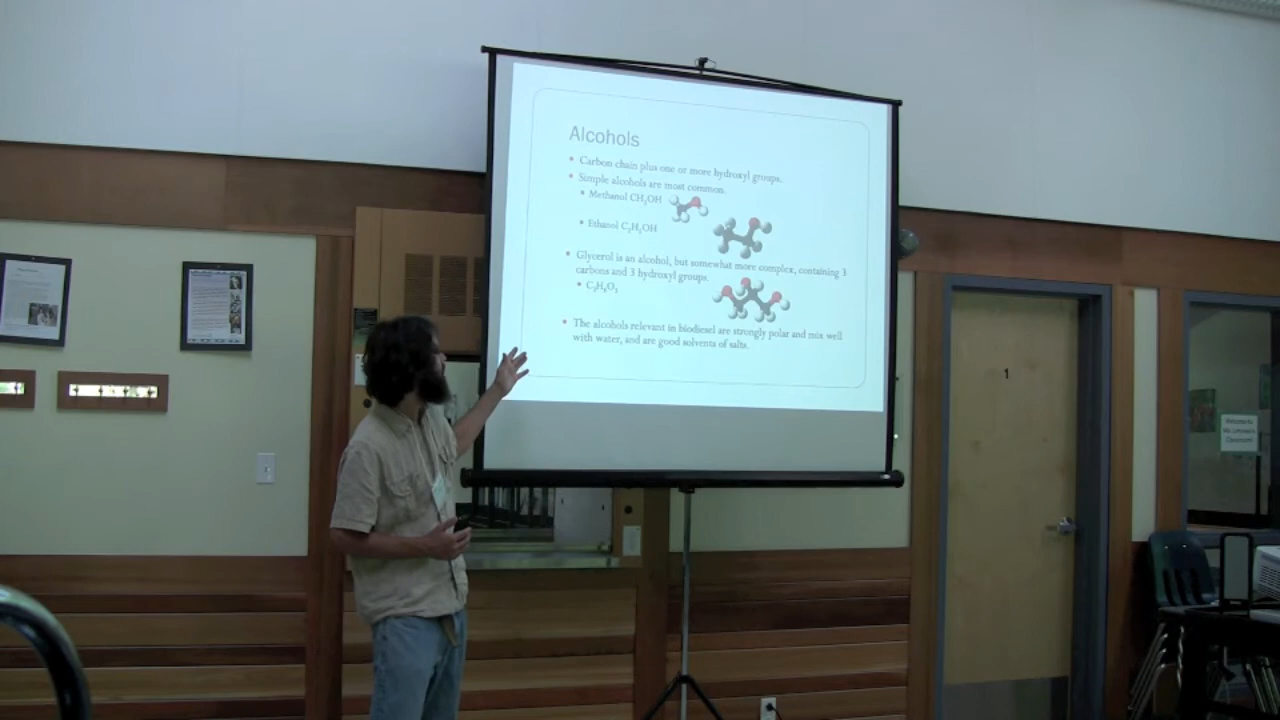 Alcohols
• Carbon chain plus one or more hydroxyl groups.
• Simple alcohols are most common.
• Methanol CH₃OH
• Ethanol C₂H₅OH
• Glycerol is an alcohol, but somewhat more complex, containing 3
carbons and 3 hydroxyl groups.
• C₃H₈O₃
• The alcohols relevant in biodiesel are strongly polar and mix well
with water, and are good solvents of salts.
1